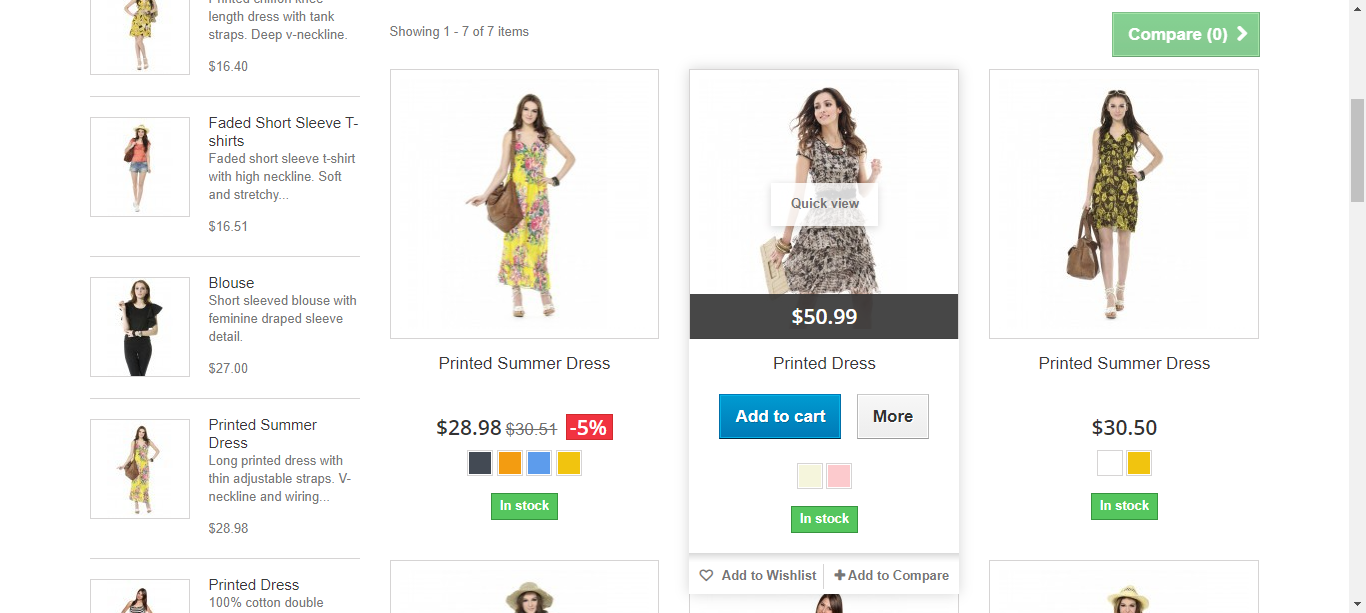 Printed chiffon knee
length dress with tank
straps. Deep v-neckline.
$16.40
Faded Short Sleeve T-
shirts
Faded short sleeve t-shirt
with high neckline. Soft
and stretchy...
$16.51
Blouse
Short sleeved blouse with
feminine draped sleeve
detail.
$27.00
Printed Summer
Dress
Long printed dress with
thin adjustable straps. V-
neckline and wiring...
$28.98
Printed Dress
100% cotton double
Showing 1 - 7 of 7 items
Compare (0)
Printed Summer Dress
$28.98 $30.51 -5%
In stock
Quick view
$50.99
Printed Dress
Add to cart More
In stock
Add to Wishlist Add to Compare
Printed Summer Dress
$30.50
In stock